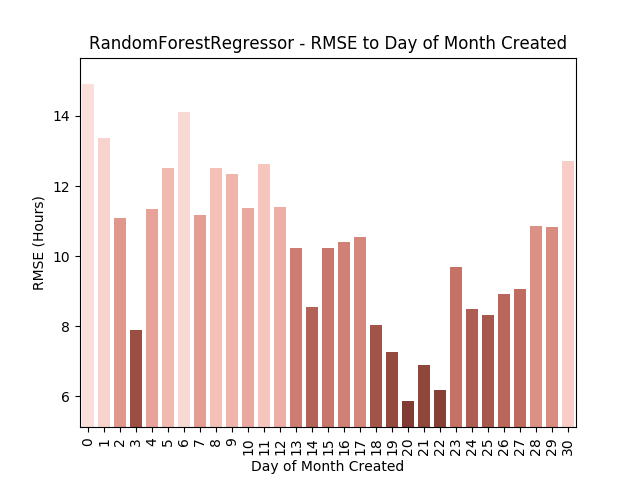 RandomForestRegressor - RMSE to Day of Month Created
14
12
10
8
6
RMSE (Hours)
0 1 2 3 4 5 6 7 8 9 10 11 12 13 14 15 16 17 18 19 20 21 22 23 24 25 26 27 28 29 30
Day of Month Created